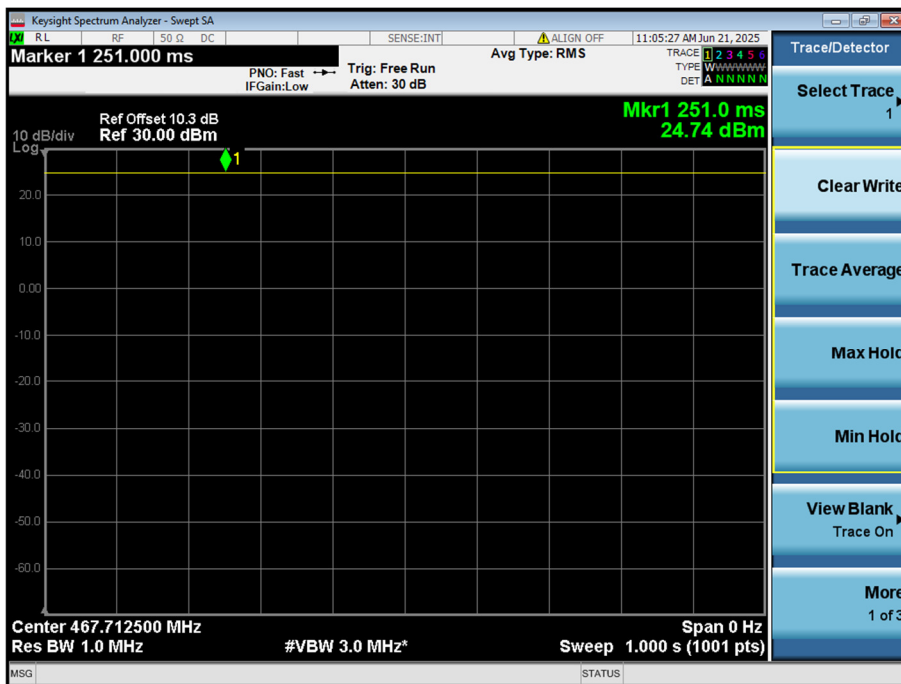 Keysight Spectrum Analyzer - Swept SA
LXI RL RF 50 Ω DC SENSE:INT ALIGN OFF 11:05:27 AM Jun 21, 2025
Marker 1 251.000 ms
PNO: Fast
IFGain:Low
Trig: Free Run
Atten: 30 dB
Avg Type: RMS
TRACE 1 2 3 4 5 6
TYPE WWWWWW
DET A N N N N N
Mkr1 251.0 ms
24.74 dBm
Ref Offset 10.3 dB
Ref 30.00 dBm
10 dB/div
Log
1
20.0
10.0
0.00
-10.0
-20.0
-30.0
-40.0
-50.0
-60.0
Center 467.712500 MHz
Span 0 Hz
Res BW 1.0 MHz
#VBW 3.0 MHz*
Sweep 1.000 s (1001 pts)
MSG
STATUS
Trace/Detector
Select Trace
1
Clear Write
Trace Average
Max Hold
Min Hold
View Blank
Trace On
More
1 of 3